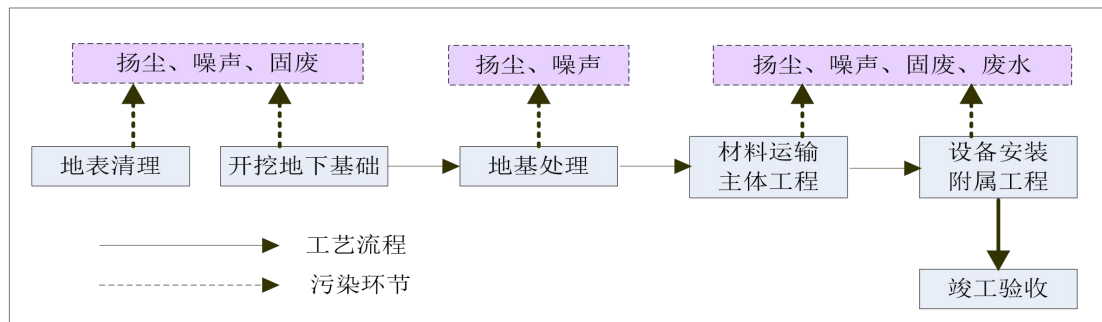 扬尘、噪声、固废
扬尘、噪声
扬尘、噪声、固废、废水
地表清理
开挖地下基础
地基处理
材料运输
主体工程
设备安装
附属工程
工艺流程
污染环节
竣工验收